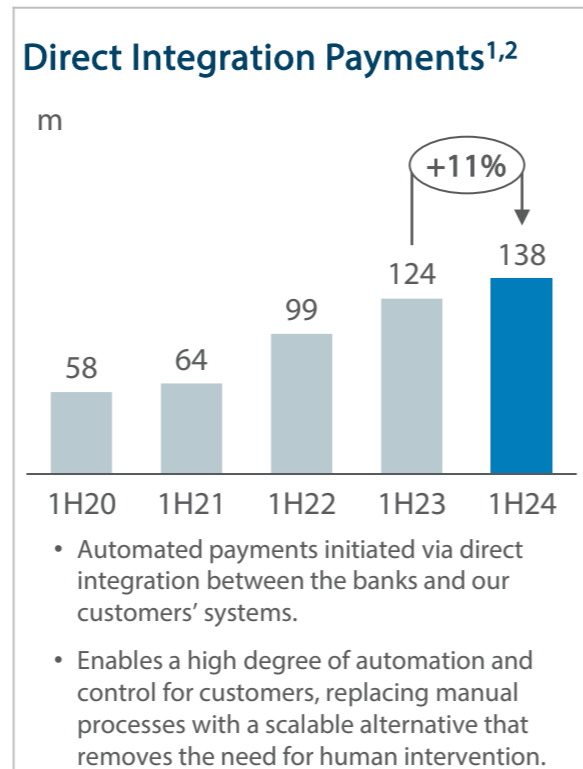 Direct Integration Payments1,2
m
+11%
138
124
99
64
58
1H20 1H21 1H22 1H23 1H24
• Automated payments initiated via direct
integration between the banks and our
customers’ systems.
• Enables a high degree of automation and
control for customers, replacing manual
processes with a scalable alternative that
removes the need for human intervention.